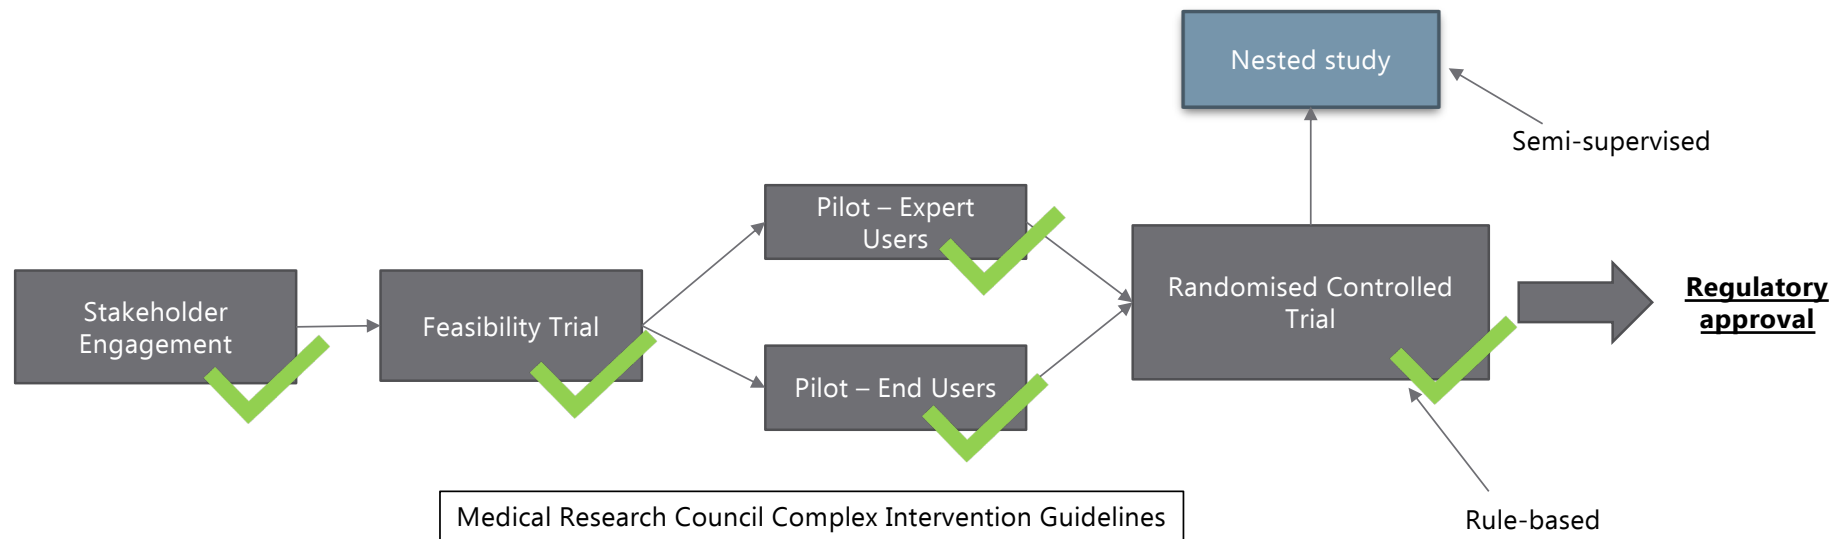 Nested study
Semi-supervised
Pilot – Expert
Users
Stakeholder
Engagement
Feasibility Trial
Pilot – End Users
Randomised Controlled
Trial
Regulatory
approval
Medical Research Council Complex Intervention Guidelines
Rule-based